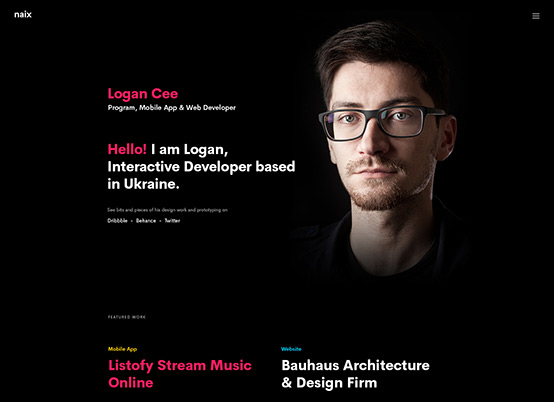 naix
Logan Cee
Program, Mobile App & Web Developer
Hello! I am Logan,
Interactive Developer based
in Ukraine.
See bits and pieces of his design work and prototyping on
Dribbble • Behance • Twitter
FEATURED WORK
Mobile App
Listofy Stream Music
Online
Website
Bauhaus Architecture
& Design Firm